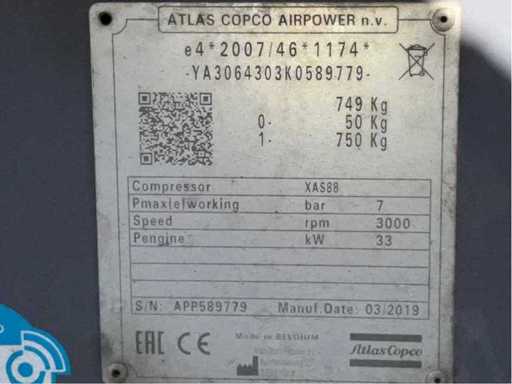 ATLAS COPCO AIRPOWER n.v.
e4*2007/46*1174*
-YA3064303K0589779-
749 Kg
0- 50 Kg
1- 750 Kg
Compressor XAS88
Pmax(e)working bar 7
Speed rpm 3000
Pengine kW 33
S/N: APP589779 Manuf.Date: 03/2019
EAC CE
Made in BELGIUM
Atlas Copco